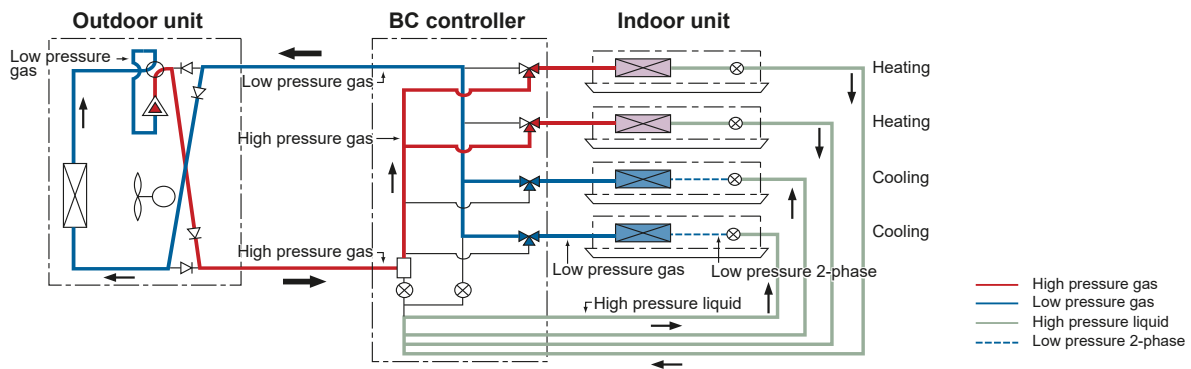 Outdoor unit
BC controller
Indoor unit
Low pressure
gas
Low pressure gas
High pressure gas
High pressure gas
Heating
Heating
Cooling
Cooling
Low pressure gas
Low pressure 2-phase
High pressure liquid
High pressure gas
Low pressure gas
High pressure liquid
Low pressure 2-phase